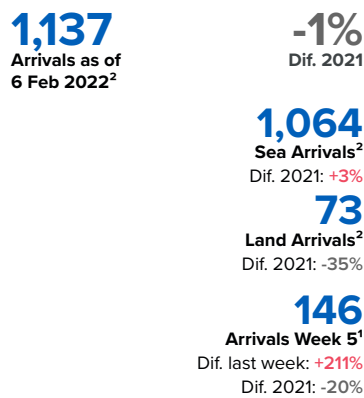 1,137
Arrivals as of
6 Feb 2022²
-1%
Dif. 2021
1,064
Sea Arrivals²
Dif. 2021: +3%
73
Land Arrivals²
Dif. 2021: -35%
146
Arrivals Week 5¹
Dif. last week: +211%
Dif. 2021: -20%